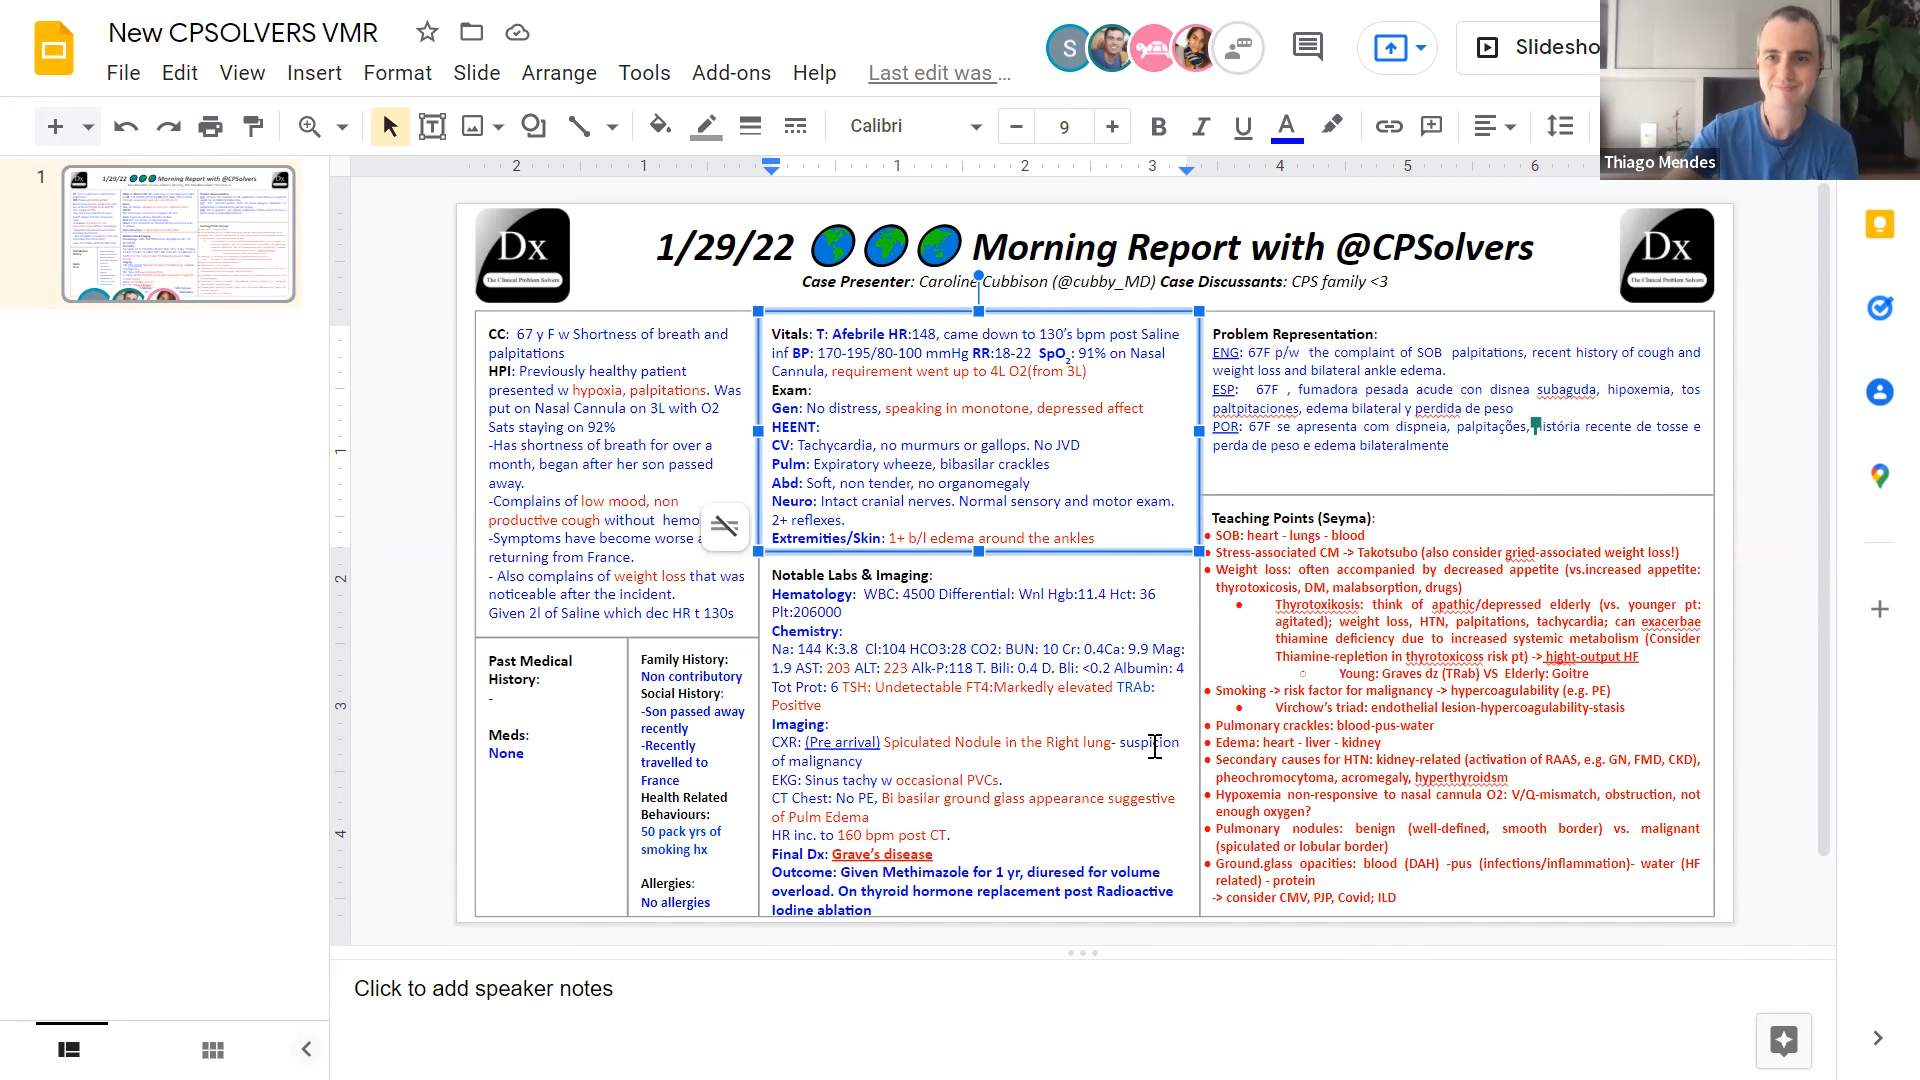 New CPSOLVERS VMR
File Edit View Insert Format Slide Arrange Tools Add-ons Help Last edit was ...
S
Slidesho
Calibri 9
Thiago Mendes
2 1 1 2 3 4 5 6
1
1/29/22 Morning Report with @CPSolvers
Case Presenter: Caroline Cubbison (@cubby_MD) Case Discussants: CPS family <3
Dx
The Clinical Problem Solvers
Dx
The Clinical Problem Solvers
CC: 67 y F w Shortness of breath and
palpitations
HPI: Previously healthy patient
presented w hypoxia, palpitations. Was
put on Nasal Cannula on 3L with O2
Sats staying on 92%
-Has shortness of breath for over a
month, began after her son passed
away.
-Complains of low mood, non
productive cough without hemo
-Symptoms have become worse a
returning from France.
- Also complains of weight loss that was
noticeable after the incident.
Given 2l of Saline which dec HR t 130s
Past Medical
History:
-
Meds:
None
Family History:
Non contributory
Social History:
-Son passed away
recently
-Recently
travelled to
France
Health Related
Behaviours:
50 pack yrs of
smoking hx
Allergies:
No allergies
Vitals: T: Afebrile HR:148, came down to 130’s bpm post Saline
inf BP: 170-195/80-100 mmHg RR:18-22 SpO2: 91% on Nasal
Cannula, requirement went up to 4L O2(from 3L)
Exam:
Gen: No distress, speaking in monotone, depressed affect
HEENT:
CV: Tachycardia, no murmurs or gallops. No JVD
Pulm: Expiratory wheeze, bibasilar crackles
Abd: Soft, non tender, no organomegaly
Neuro: Intact cranial nerves. Normal sensory and motor exam.
2+ reflexes.
Extremities/Skin: 1+ b/l edema around the ankles
Notable Labs & Imaging:
Hematology: WBC: 4500 Differential: Wnl Hgb:11.4 Hct: 36
Plt:206000
Chemistry:
Na: 144 K:3.8 Cl:104 HCO3:28 CO2: BUN: 10 Cr: 0.4Ca: 9.9 Mag:
1.9 AST: 203 ALT: 223 Alk-P:118 T. Bili: 0.4 D. Bli: <0.2 Albumin: 4
Tot Prot: 6 TSH: Undetectable FT4:Markedly elevated TRAb:
Positive
Imaging:
CXR: (Pre arrival) Spiculated Nodule in the Right lung- suspicion
of malignancy
EKG: Sinus tachy w occasional PVCs.
CT Chest: No PE, Bi basilar ground glass appearance suggestive
of Pulm Edema
HR inc. to 160 bpm post CT.
Final Dx: Grave’s disease
Outcome: Given Methimazole for 1 yr, diuresed for volume
overload. On thyroid hormone replacement post Radioactive
Iodine ablation
Problem Representation:
ENG: 67F p/w the complaint of SOB palpitations, recent history of cough and
weight loss and bilateral ankle edema.
ESP: 67F , fumadora pesada acude con disnea subaguda, hipoxemia, tos
paltpitaciones, edema bilateral y perdida de peso
POR: 67F se apresenta com dispneia, palpitações, história recente de tosse e
perda de peso e edema bilateralmente
Teaching Points (Seyma):
● SOB: heart - lungs - blood
● Stress-associated CM -> Takotsubo (also consider gried-associated weight loss!)
● Weight loss: often accompanied by decreased appetite (vs.increased appetite:
thyrotoxicosis, DM, malabsorption, drugs)
● Thyrotoxikosis: think of apathic/depressed elderly (vs. younger pt:
agitated); weight loss, HTN, palpitations, tachycardia; can exacerbae
thiamine deficiency due to increased systemic metabolism (Consider
Thiamine-repletion in thyrotoxicoss risk pt) -> hight-output HF
○ Young: Graves dz (TRab) VS Elderly: Goitre
● Smoking -> risk factor for malignancy -> hypercoagulability (e.g. PE)
● Virchow’s triad: endothelial lesion-hypercoagulability-stasis
● Pulmonary crackles: blood-pus-water
● Edema: heart - liver - kidney
● Secondary causes for HTN: kidney-related (activation of RAAS, e.g. GN, FMD, CKD),
pheochromocytoma, acromegaly, hyperthyroidsm
● Hypoxemia non-responsive to nasal cannula O2: V/Q-mismatch, obstruction, not
enough oxygen?
● Pulmonary nodules: benign (well-defined, smooth border) vs. malignant
(spiculated or lobular border)
● Ground.glass opacities: blood (DAH) -pus (infections/inflammation)- water (HF
related) - protein
-> consider CMV, PJP, Covid; ILD
1
2
3
4
Click to add speaker notes